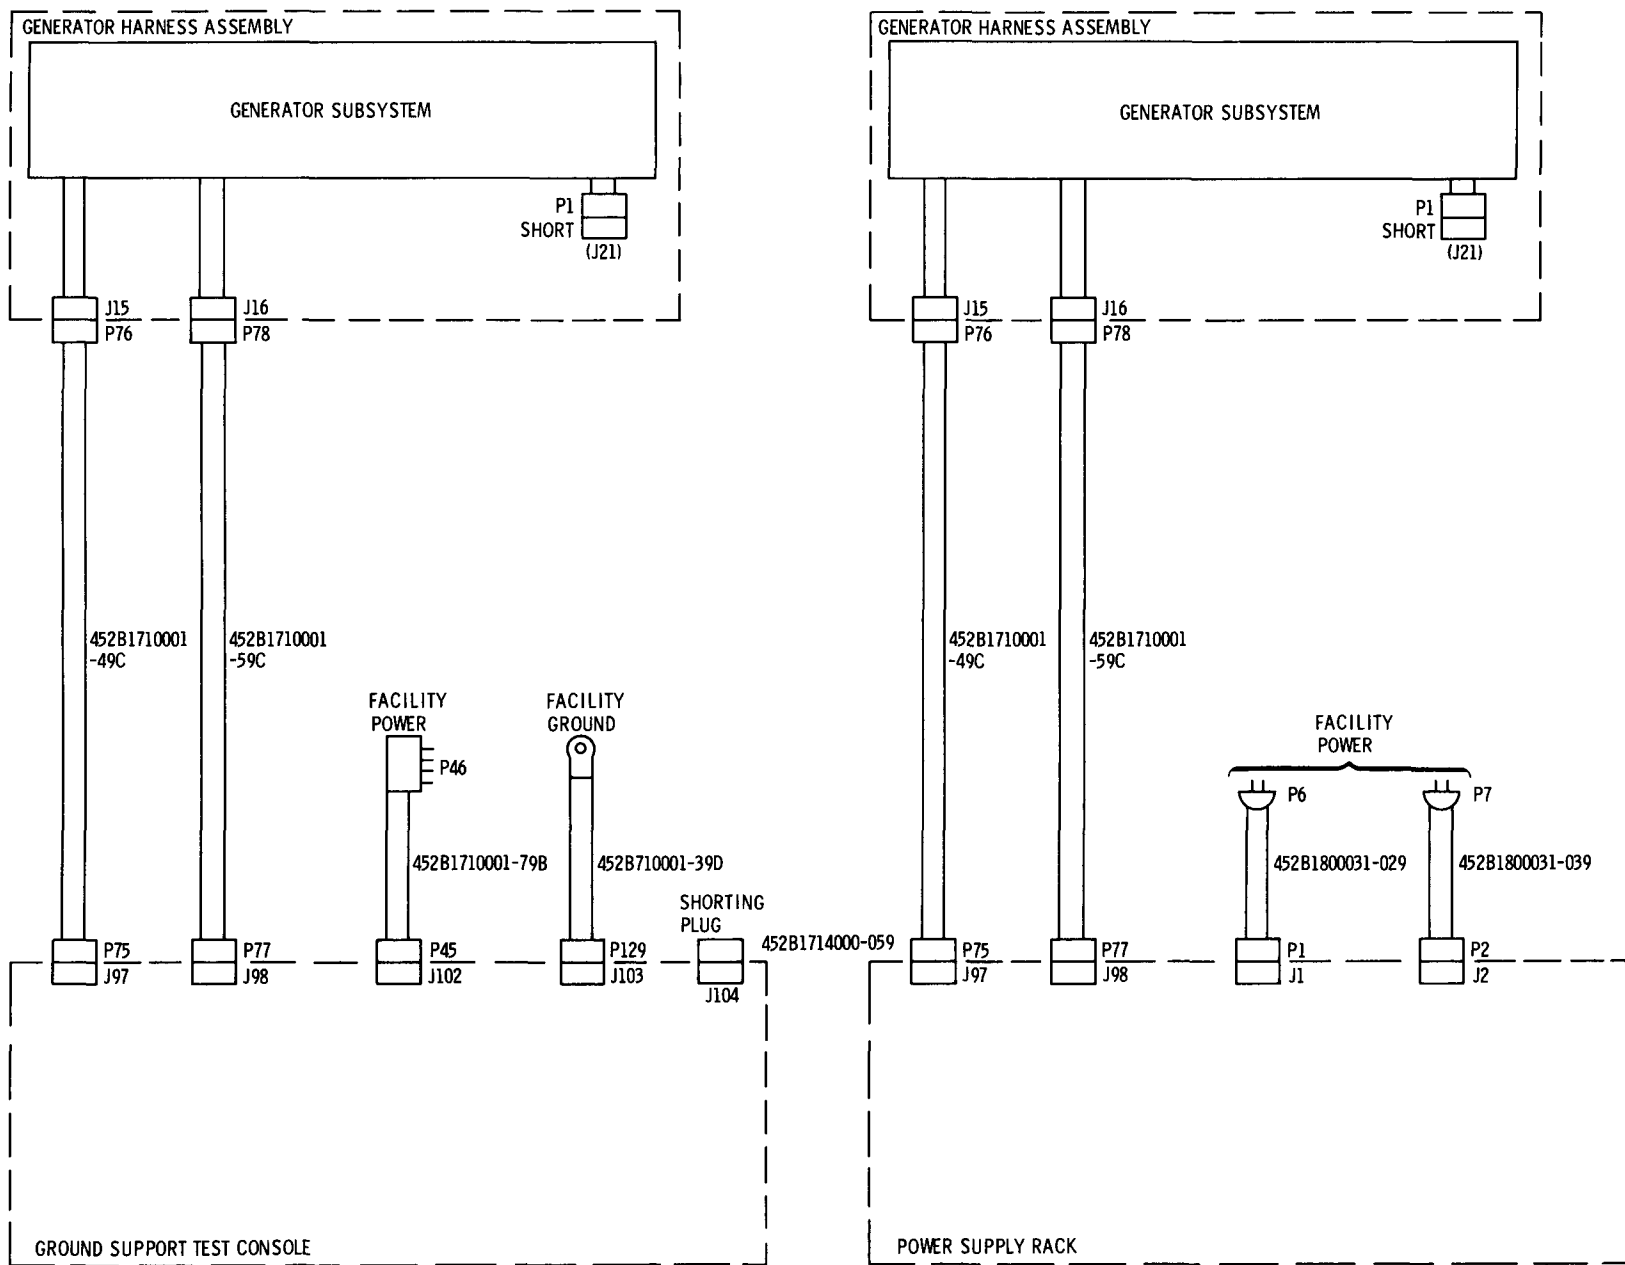 GENERATOR HARNESS ASSEMBLY
GENERATOR SUBSYSTEM
P1
SHORT
(J21)
J15
P76
J16
P78
452B1710001
-49C
452B1710001
-59C
FACILITY
POWER
P46
FACILITY
GROUND
452B1710001-79B
452B710001-39D
SHORTING
PLUG
452B1714000-059
P75
J97
P77
J98
P45
J102
P129
J103
J104
GROUND SUPPORT TEST CONSOLE
GENERATOR HARNESS ASSEMBLY
GENERATOR SUBSYSTEM
P1
SHORT
(J21)
J15
P76
J16
P78
452B1710001
-49C
452B1710001
-59C
FACILITY
POWER
P6
P7
452B1800031-029
452B1800031-039
P75
J97
P77
J98
P1
J1
P2
J2
POWER SUPPLY RACK